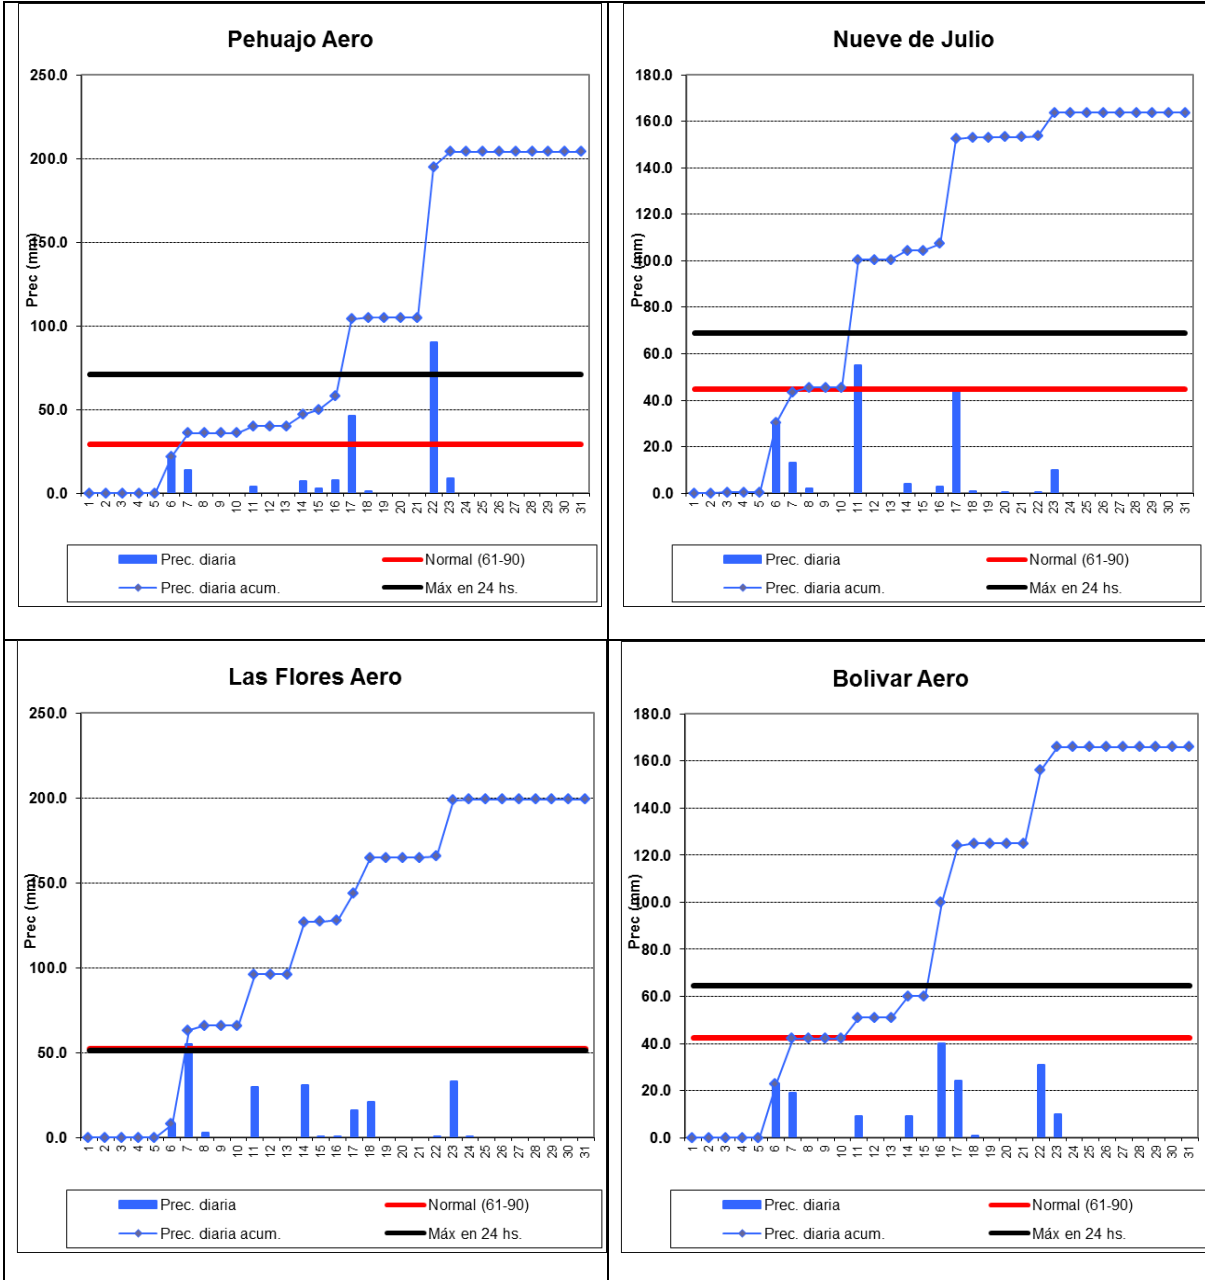 Pehuajo Aero
250.0
200.0
150.0
100.0
50.0
0.0
Prec (mm)
1 2 3 4 5 6 7 8 9 10 11 12 13 14 15 16 17 18 19 20 21 22 23 24 25 26 27 28 29 30 31
Prec. diaria
Normal (61-90)
Prec. diaria acum.
Máx en 24 hs.
Nueve de Julio
180.0
160.0
140.0
120.0
100.0
80.0
60.0
40.0
20.0
0.0
Prec (mm)
1 2 3 4 5 6 7 8 9 10 11 12 13 14 15 16 17 18 19 20 21 22 23 24 25 26 27 28 29 30 31
Prec. diaria
Normal (61-90)
Prec. diaria acum.
Máx en 24 hs.
Las Flores Aero
250.0
200.0
150.0
100.0
50.0
0.0
Prec (mm)
1 2 3 4 5 6 7 8 9 10 11 12 13 14 15 16 17 18 19 20 21 22 23 24 25 26 27 28 29 30 31
Prec. diaria
Normal (61-90)
Prec. diaria acum.
Máx en 24 hs.
Bolivar Aero
180.0
160.0
140.0
120.0
100.0
80.0
60.0
40.0
20.0
0.0
Prec (mm)
1 2 3 4 5 6 7 8 9 10 11 12 13 14 15 16 17 18 19 20 21 22 23 24 25 26 27 28 29 30 31
Prec. diaria
Normal (61-90)
Prec. diaria acum.
Máx en 24 hs.